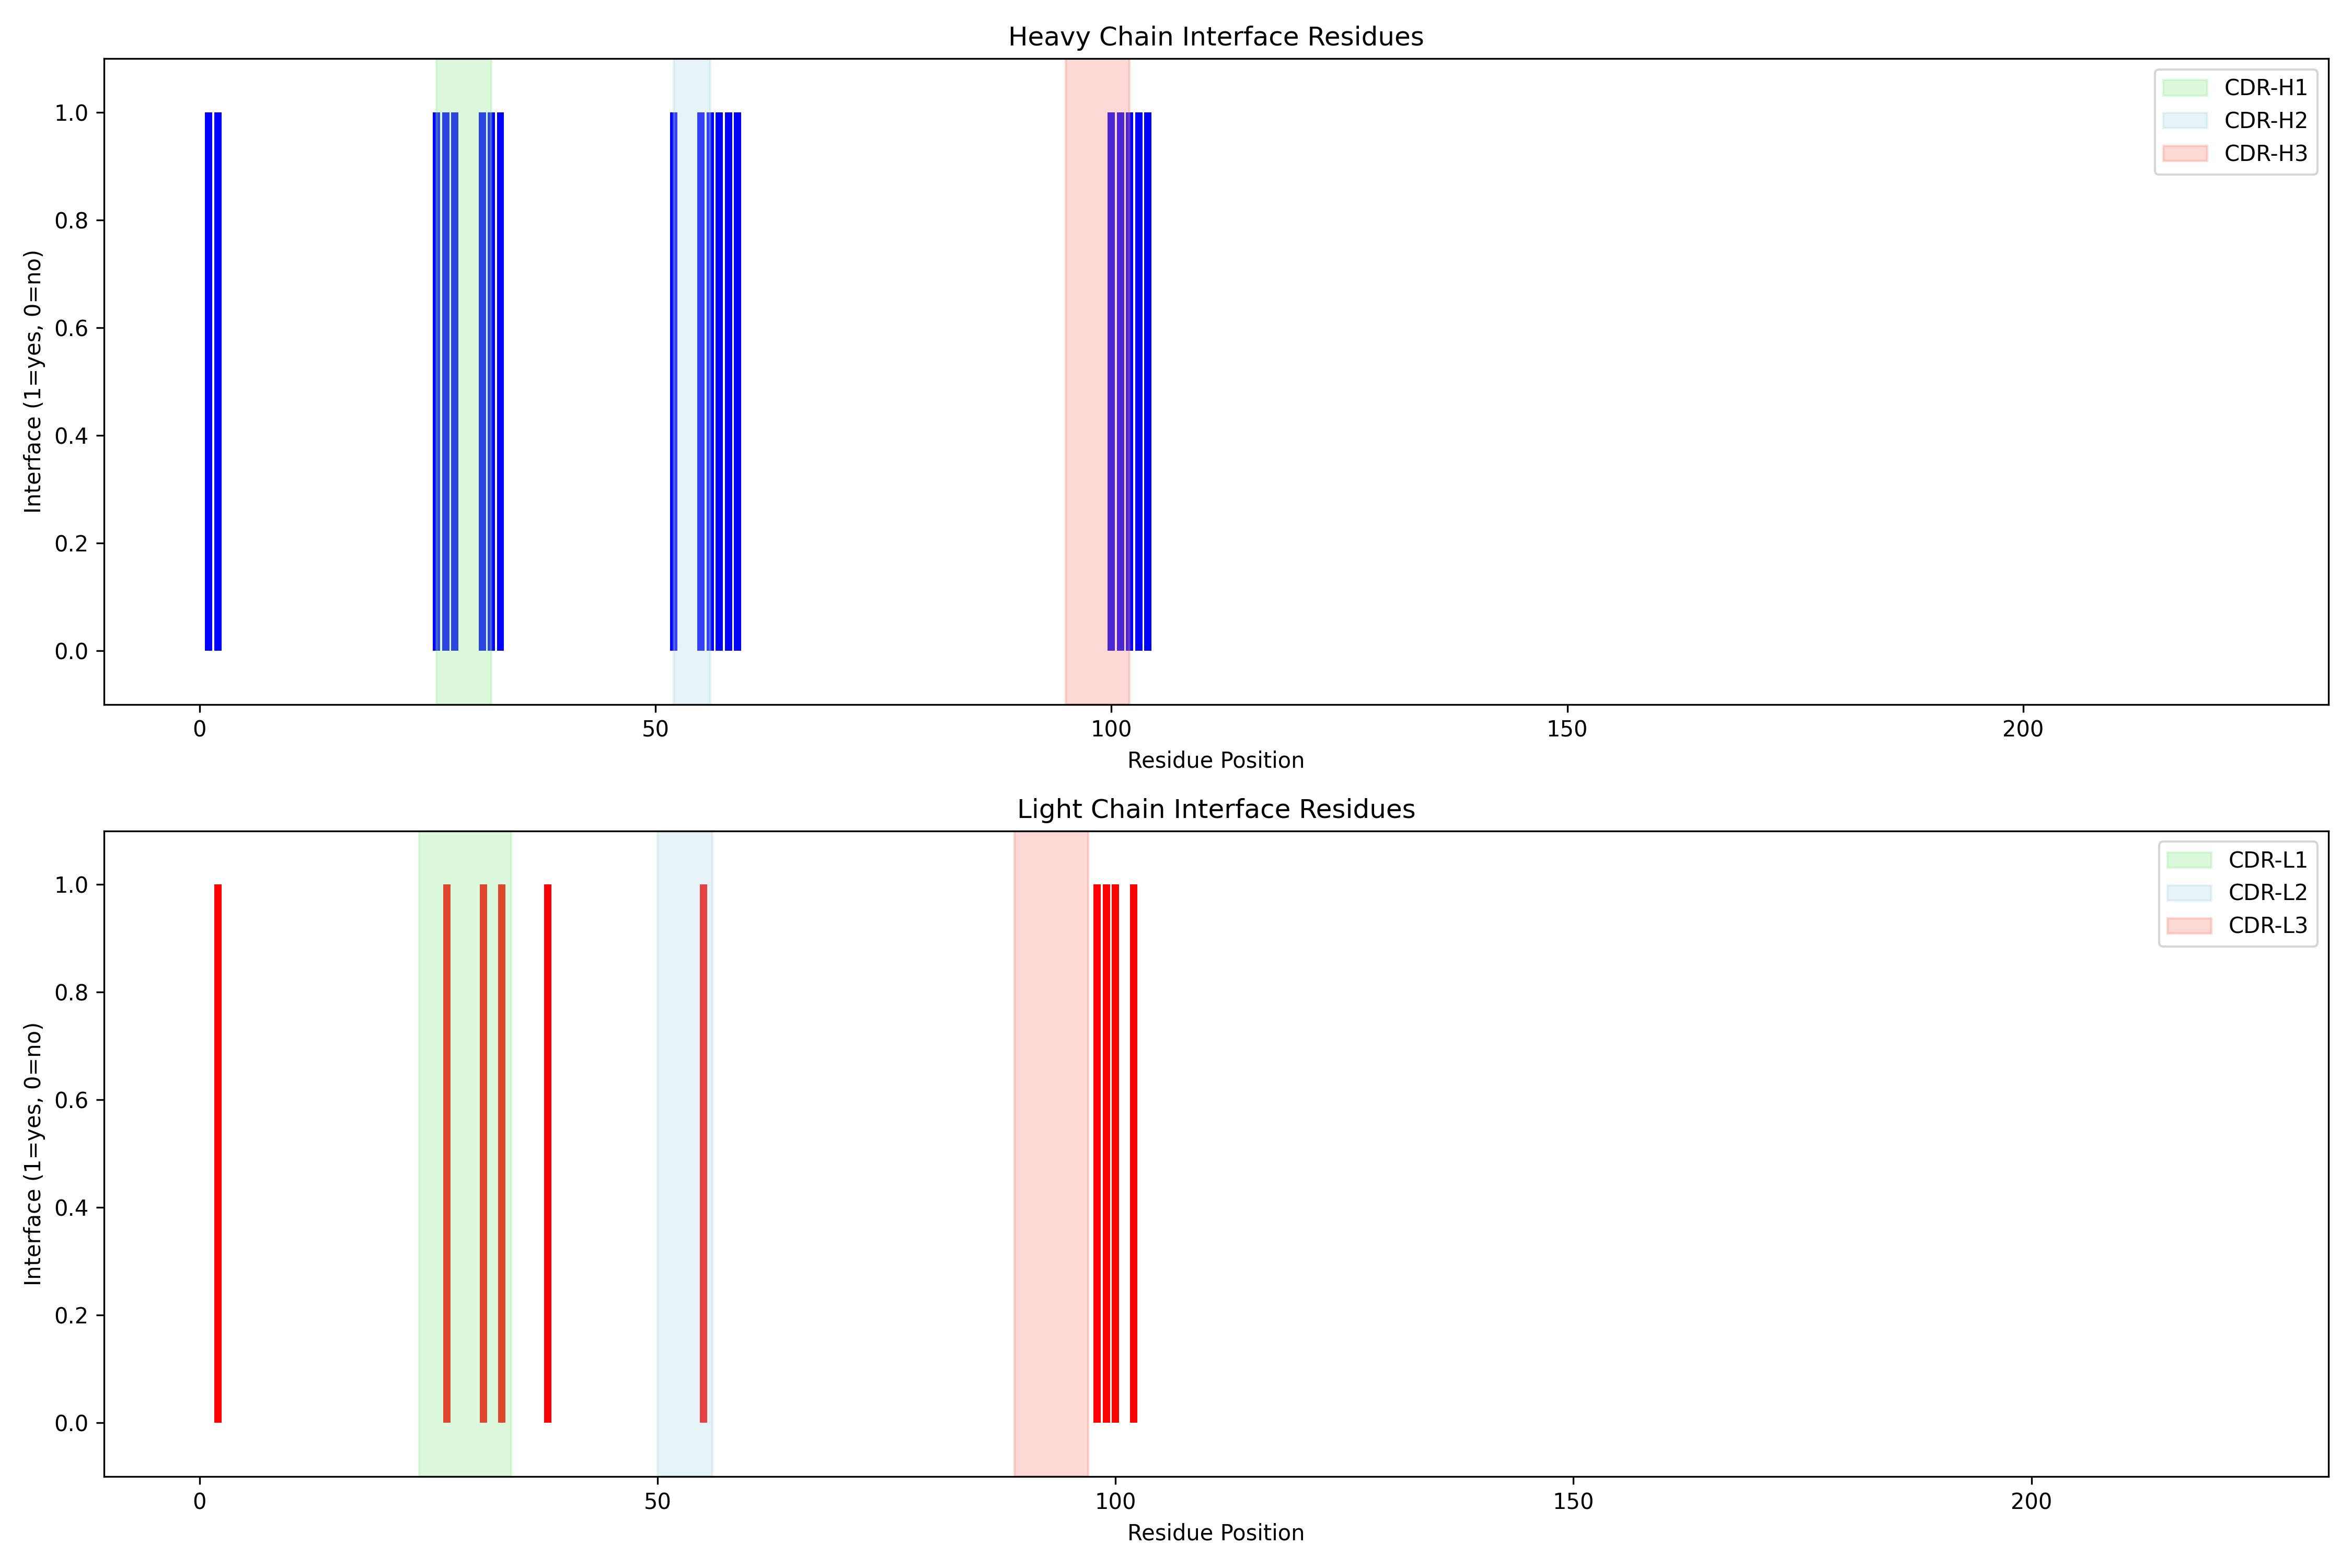 Heavy Chain Interface Residues
Interface (1=yes, 0=no)
1.0
0.8
0.6
0.4
0.2
0.0
CDR-H1
CDR-H2
CDR-H3
0 50 100 150 200
Residue Position
Light Chain Interface Residues
Interface (1=yes, 0=no)
1.0
0.8
0.6
0.4
0.2
0.0
CDR-L1
CDR-L2
CDR-L3
0 50 100 150 200
Residue Position